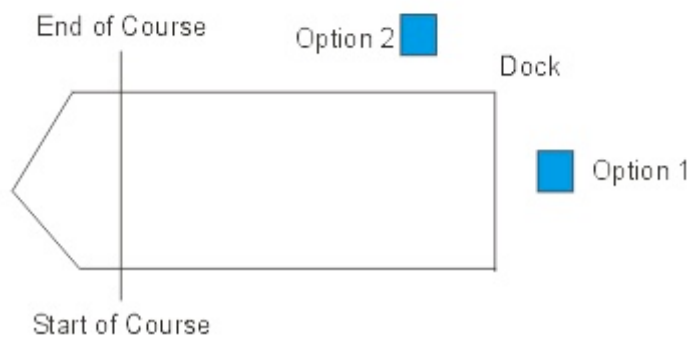 End of Course
Option 2
Dock
Option 1
Start of Course